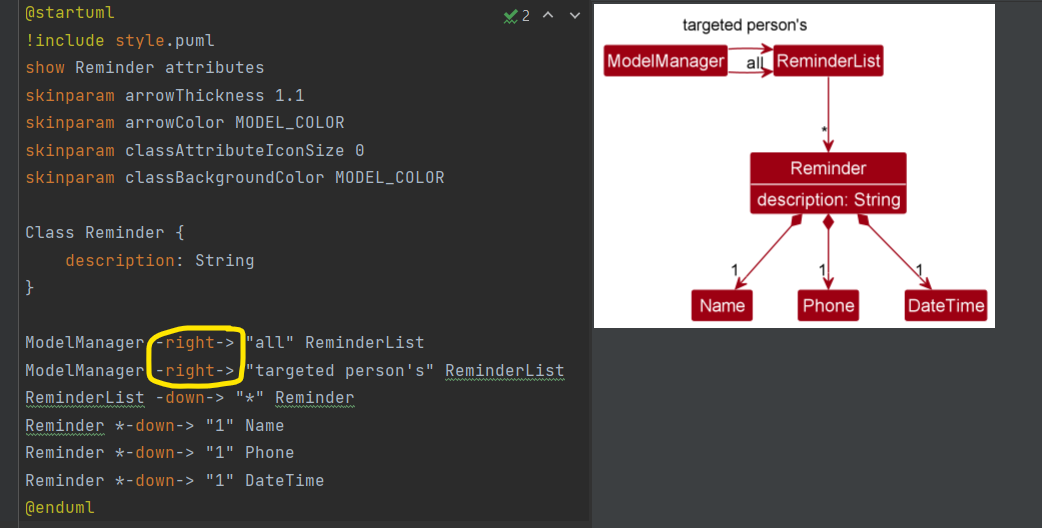 @startuml
!include style.puml
show Reminder attributes
skinparam arrowThickness 1.1
skinparam arrowColor MODEL_COLOR
skinparam classAttributeIconSize 0
skinparam classBackgroundColor MODEL_COLOR
Class Reminder {
description: String
}
ModelManager -right-> "all" ReminderList
ModelManager -right-> "targeted person's" ReminderList
ReminderList -down-> "*" Reminder
Reminder *-down-> "1" Name
Reminder *-down-> "1" Phone
Reminder *-down-> "1" DateTime
@enduml
2
targeted person's
ModelManager
all
ReminderList
*
Reminder
description: String
1
1
1
Name
Phone
DateTime